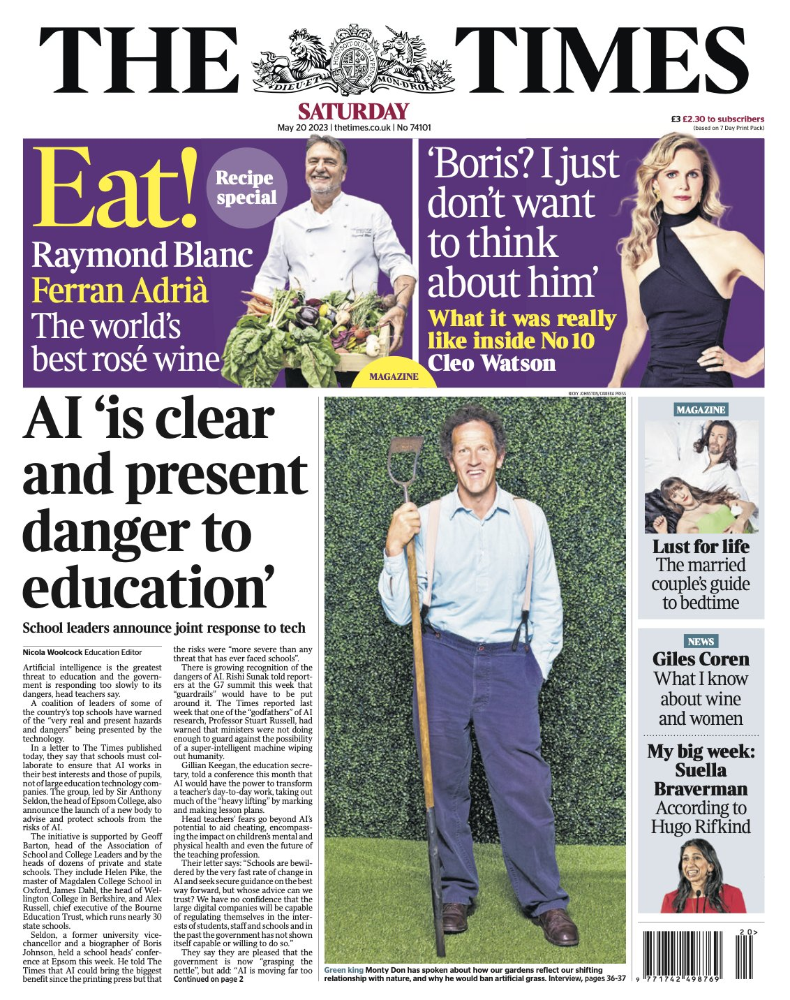 THE TIMES
HONI·SOIT·QUI·MAL·Y·PENSE
DIEU·ET MON·DROIT
SATURDAY
May 20 2023 | thetimes.co.uk | No 74101
£3 £2.30 to subscribers
(based on 7 Day Print Pack)
Eat!
Recipe
special
Raymond Blanc
Ferran Adrià
The world's
best rosé wine
MAGAZINE
'Boris? I just
don't want
to think
about him'
What it was really
like inside No 10
Cleo Watson
NICKY JOHNSTON/CAMERA PRESS
AI 'is clear
and present
danger to
education'
School leaders announce joint response to tech
Nicola Woolcock Education Editor
Artificial intelligence is the greatest
threat to education and the govern-
ment is responding too slowly to its
dangers, head teachers say.
A coalition of leaders of some of
the country's top schools have warned
of the "very real and present hazards
and dangers" being presented by the
technology.
In a letter to The Times published
today, they say that schools must col-
laborate to ensure that AI works in
their best interests and those of pupils,
not of large education technology com-
panies. The group, led by Sir Anthony
Seldon, the head of Epsom College, also
announce the launch of a new body to
advise and protect schools from the
risks of AI.
The initiative is supported by Geoff
Barton, head of the Association of
School and College Leaders and by the
heads of dozens of private and state
schools. They include Helen Pike, the
master of Magdalen College School in
Oxford, James Dahl, the head of Wel-
lington College in Berkshire, and Alex
Russell, chief executive of the Bourne
Education Trust, which runs nearly 30
state schools.
Seldon, a former university vice-
chancellor and a biographer of Boris
Johnson, held a school heads' confer-
ence at Epsom this week. He told The
Times that AI could bring the biggest
benefit since the printing press but that
the risks were "more severe than any
threat that has ever faced schools".
There is growing recognition of the
dangers of AI. Rishi Sunak told report-
ers at the G7 summit this week that
"guardrails" would have to be put
around it. The Times reported last
week that one of the "godfathers" of AI
research, Professor Stuart Russell, had
warned that ministers were not doing
enough to guard against the possibility
of a super-intelligent machine wiping
out humanity.
Gillian Keegan, the education secre-
tary, told a conference this month that
AI would have the power to transform
a teacher's day-to-day work, taking out
much of the "heavy lifting" by marking
and making lesson plans.
Head teachers' fears go beyond AI's
potential to aid cheating, encompass-
ing the impact on children's mental and
physical health and even the future of
the teaching profession.
Their letter says: "Schools are bewil-
dered by the very fast rate of change in
AI and seek secure guidance on the best
way forward, but whose advice can we
trust? We have no confidence that the
large digital companies will be capable
of regulating themselves in the inter-
ests of students, staff and schools and in
the past the government has not shown
itself capable or willing to do so."
They say they are pleased that the
government is now "grasping the
nettle", but add: "AI is moving far too
Continued on page 2
Green king Monty Don has spoken about how our gardens reflect our shifting
relationship with nature, and why he would ban artificial grass. Interview, pages 36-37
MAGAZINE
Lust for life
The married
couple's guide
to bedtime
NEWS
Giles Coren
What I know
about wine
and women
My big week:
Suella
Braverman
According to
Hugo Rifkind
20>
9 771742 498769